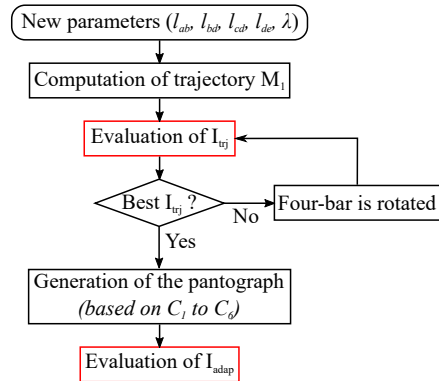 New parameters (l_ab, l_bd, l_cd, l_de, λ)
Computation of trajectory M_1
Evaluation of I_trj
Best I_trj ?
No
Four-bar is rotated
Yes
Generation of the pantograph
(based on C_1 to C_6)
Evaluation of I_adap